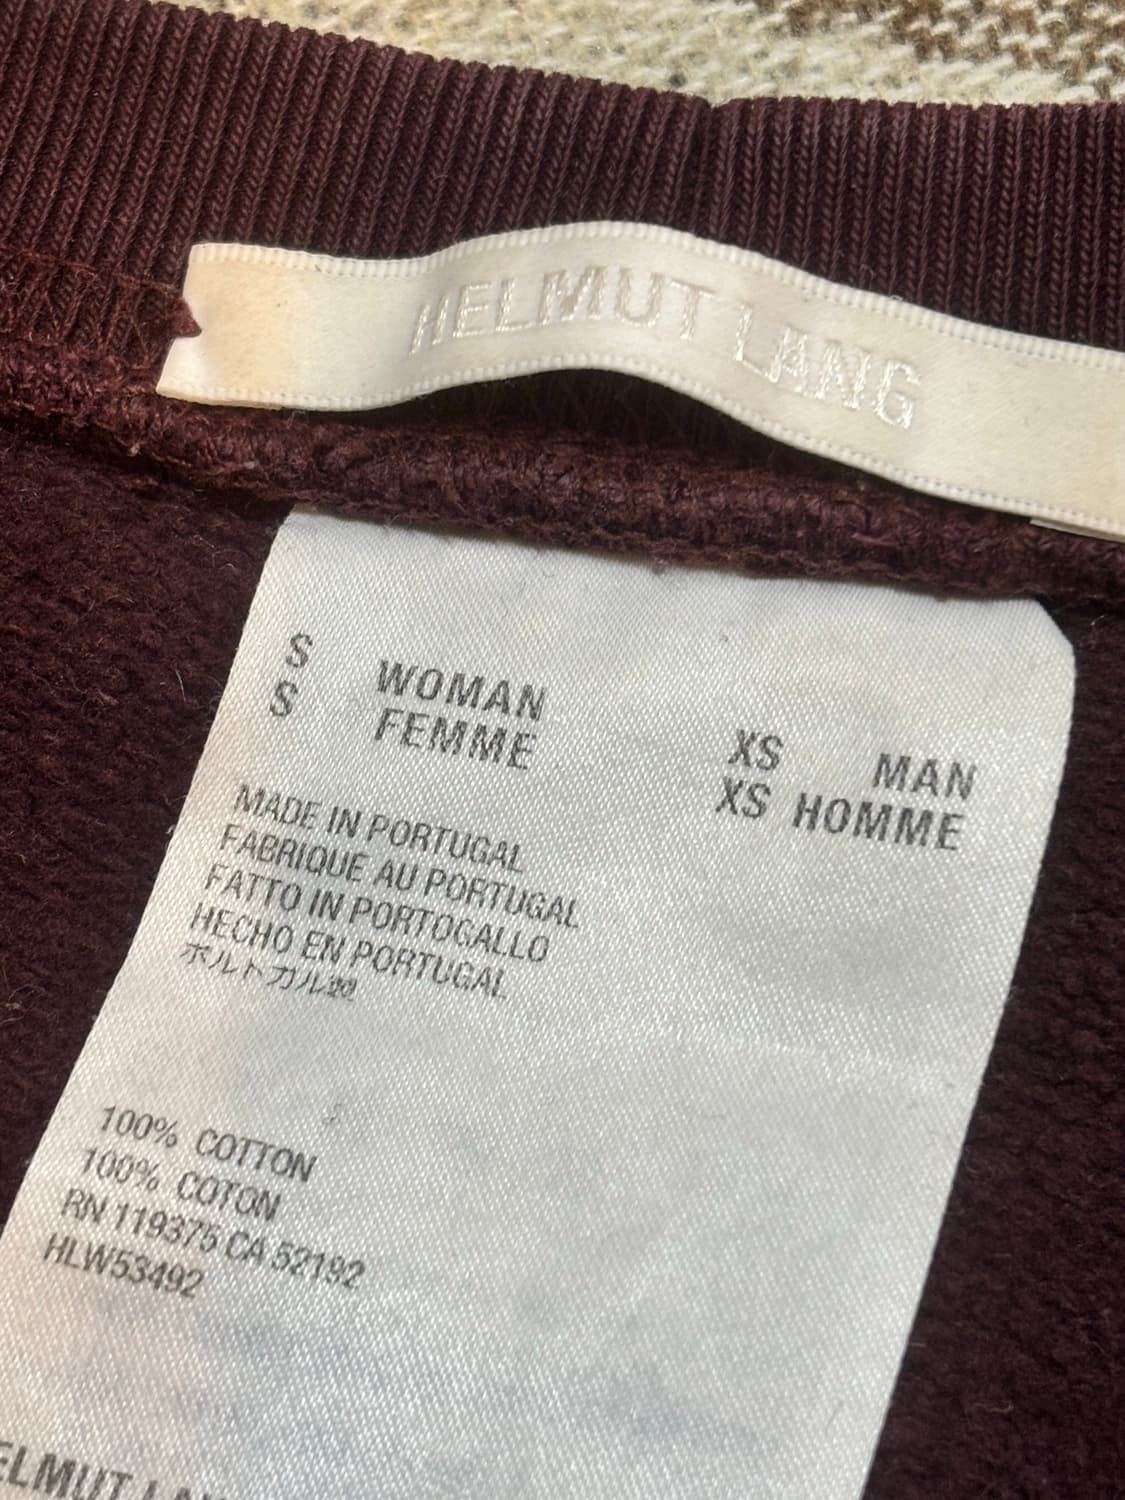 HELMUT LANG
S WOMAN
S FEMME
XS MAN
XS HOMME
MADE IN PORTUGAL
FABRIQUE AU PORTUGAL
FATTO IN PORTOGALLO
HECHO EN PORTUGAL
ポルトガル製
100% COTTON
100% COTON
RN 119375 CA 52192
HLW53492